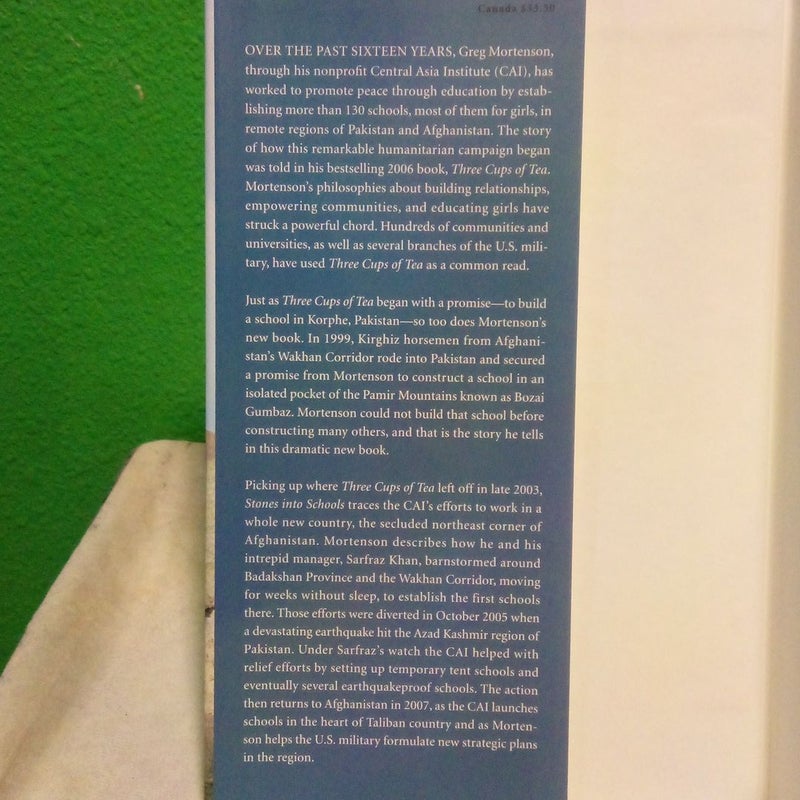 Canada $35.50
OVER THE PAST SIXTEEN YEARS, Greg Mortenson,
through his nonprofit Central Asia Institute (CAI), has
worked to promote peace through education by estab-
lishing more than 130 schools, most of them for girls, in
remote regions of Pakistan and Afghanistan. The story
of how this remarkable humanitarian campaign began
was told in his bestselling 2006 book, Three Cups of Tea.
Mortenson's philosophies about building relationships,
empowering communities, and educating girls have
struck a powerful chord. Hundreds of communities and
universities, as well as several branches of the U.S. mili-
tary, have used Three Cups of Tea as a common read.
Just as Three Cups of Tea began with a promise—to build
a school in Korphe, Pakistan—so too does Mortenson's
new book. In 1999, Kirghiz horsemen from Afghani-
stan's Wakhan Corridor rode into Pakistan and secured
a promise from Mortenson to construct a school in an
isolated pocket of the Pamir Mountains known as Bozai
Gumbaz. Mortenson could not build that school before
constructing many others, and that is the story he tells
in this dramatic new book.
Picking up where Three Cups of Tea left off in late 2003,
Stones into Schools traces the CAI's efforts to work in a
whole new country, the secluded northeast corner of
Afghanistan. Mortenson describes how he and his
intrepid manager, Sarfraz Khan, barnstormed around
Badakshan Province and the Wakhan Corridor, moving
for weeks without sleep, to establish the first schools
there. Those efforts were diverted in October 2005 when
a devastating earthquake hit the Azad Kashmir region of
Pakistan. Under Sarfraz's watch the CAI helped with
relief efforts by setting up temporary tent schools and
eventually several earthquakeproof schools. The action
then returns to Afghanistan in 2007, as the CAI launches
schools in the heart of Taliban country and as Morten-
son helps the U.S. military formulate new strategic plans
in the region.